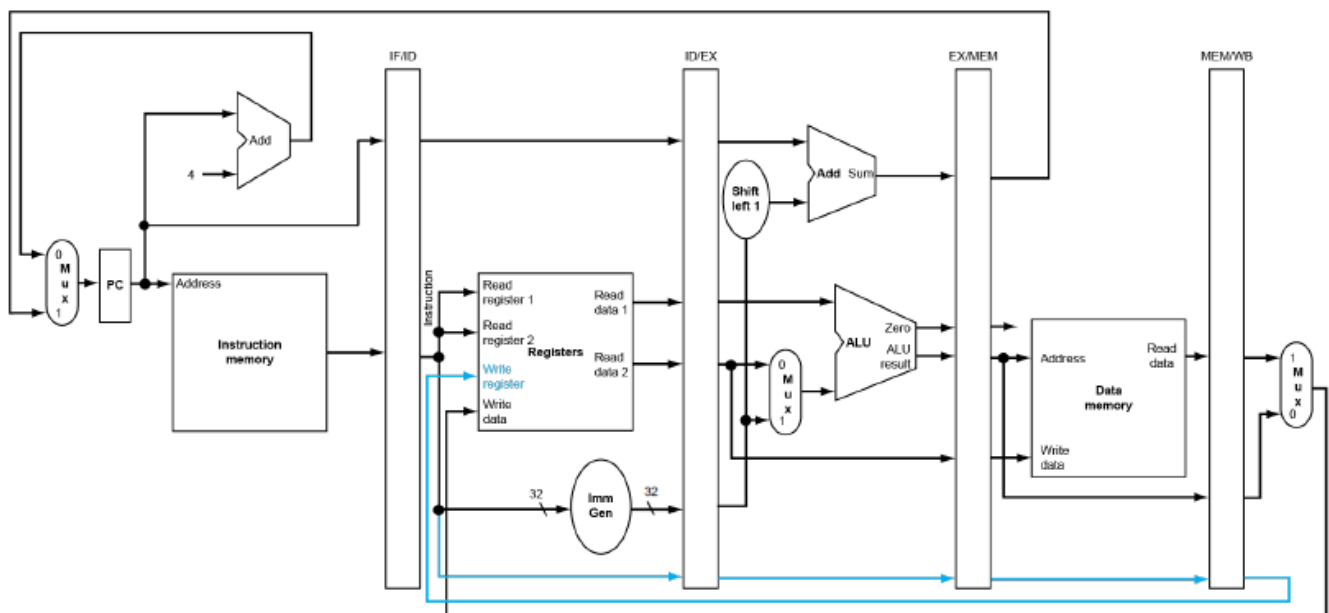 IF/ID
ID/EX
EX/MEM
MEM/WB
Add
4
Add Sum
Shift
left 1
0
M
u
x
1
PC
Address
Instruction
memory
Instruction
Read
register 1
Read
register 2
Registers
Write
register
Write
data
Read
data 1
Read
data 2
0
M
u
x
1
Zero
ALU
ALU
result
Address
Read
data
Data
memory
Write
data
1
M
u
x
0
32
Imm
Gen
32